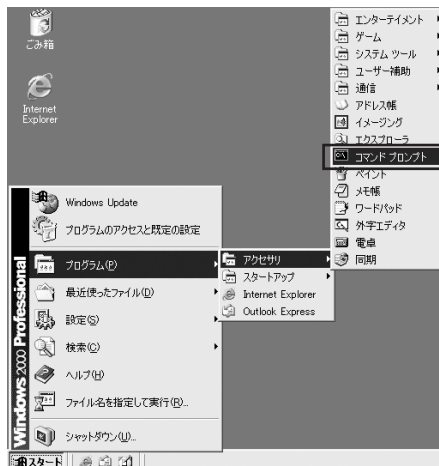 ごみ箱
Internet
Explorer
Windows Update
プログラムのアクセスと既定の設定
プログラム(P)
最近使ったファイル(D)
設定(S)
検索(C)
ヘルプ(H)
ファイル名を指定して実行(R)...
シャットダウン(U)...
Windows 2000 Professional
スタート
アクセサリ
スタートアップ
Internet Explorer
Outlook Express
エンターテイメント
ゲーム
システム ツール
ユーザー補助
通信
アドレス帳
イメージング
エクスプローラ
コマンド プロンプト
ペイント
メモ帳
ワードパッド
外字エディタ
電卓
同期